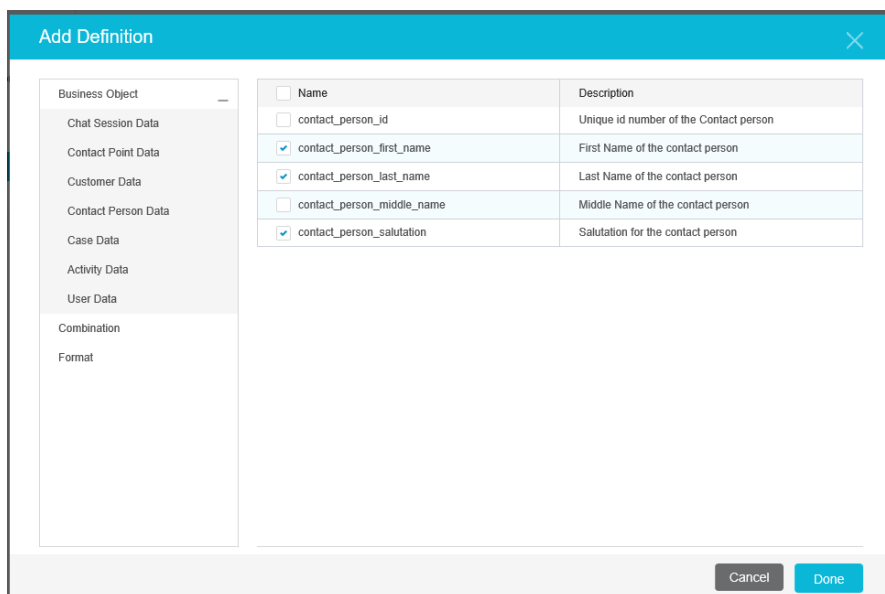 Add Definition
Business Object
Chat Session Data
Contact Point Data
Customer Data
Contact Person Data
Case Data
Activity Data
User Data
Combination
Format
Name Description
contact_person_id Unique id number of the Contact person
contact_person_first_name First Name of the contact person
contact_person_last_name Last Name of the contact person
contact_person_middle_name Middle Name of the contact person
contact_person_salutation Salutation for the contact person
Cancel Done